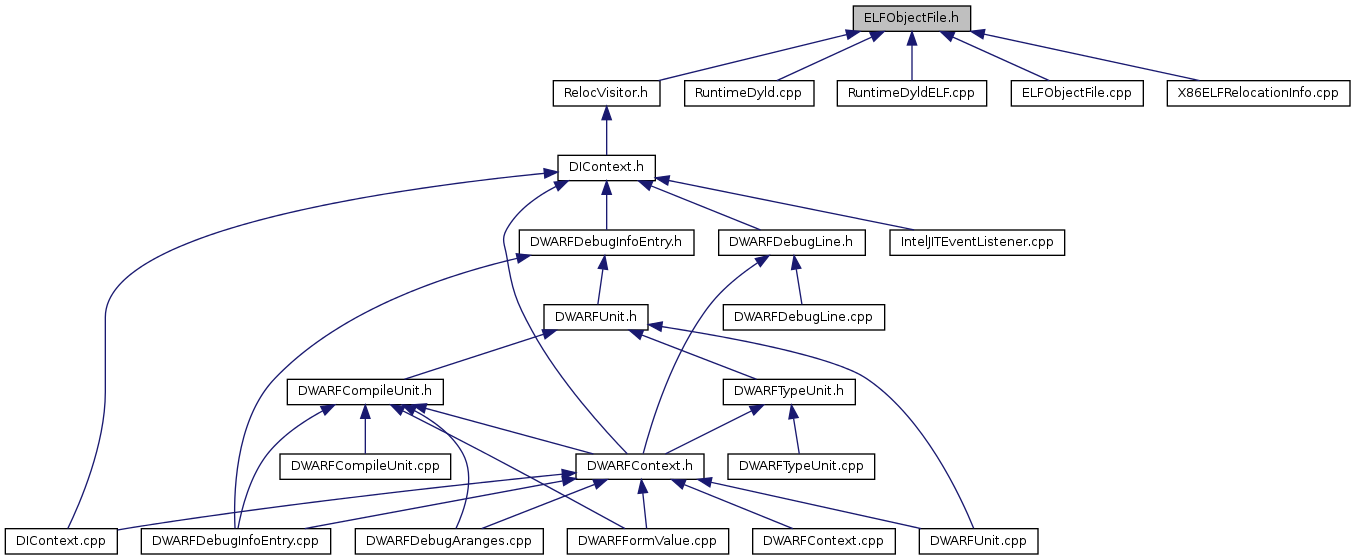 ELFObjectFile.h
RelocVisitor.h
RuntimeDyld.cpp
RuntimeDyldELF.cpp
ELFObjectFile.cpp
X86ELFRelocationInfo.cpp
DIContext.h
DWARFDebugInfoEntry.h
DWARFDebugLine.h
IntelJITEventListener.cpp
DWARFUnit.h
DWARFDebugLine.cpp
DWARFCompileUnit.h
DWARFTypeUnit.h
DWARFCompileUnit.cpp
DWARFContext.h
DWARFTypeUnit.cpp
DIContext.cpp
DWARFDebugInfoEntry.cpp
DWARFDebugAranges.cpp
DWARFFormValue.cpp
DWARFContext.cpp
DWARFUnit.cpp